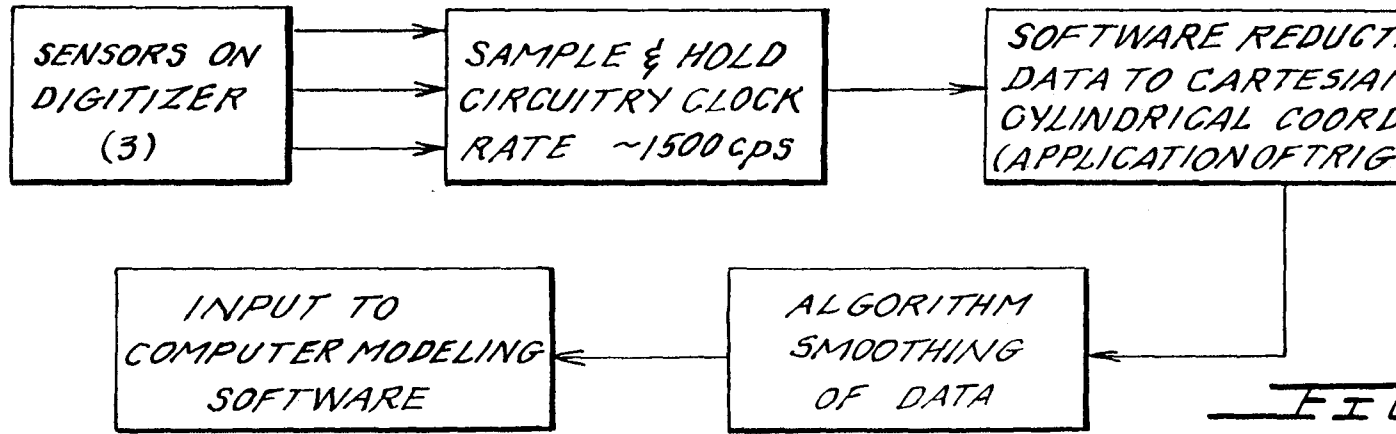 SENSORS ON
DIGITIZER
(3)
SAMPLE & HOLD
CIRCUITRY CLOCK
RATE ~1500 cps
SOFTWARE REDUCT
DATA TO CARTESIAN
CYLINDRICAL COORD
(APPLICATION OF TRIG
INPUT TO
COMPUTER MODELING
SOFTWARE
ALGORITHM
SMOOTHING
OF DATA